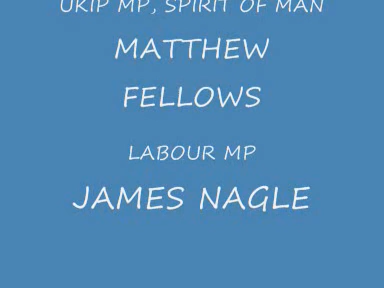 UKIP MP, SPIRIT OF MAN
MATTHEW
FELLOWS
LABOUR MP
JAMES NAGLE